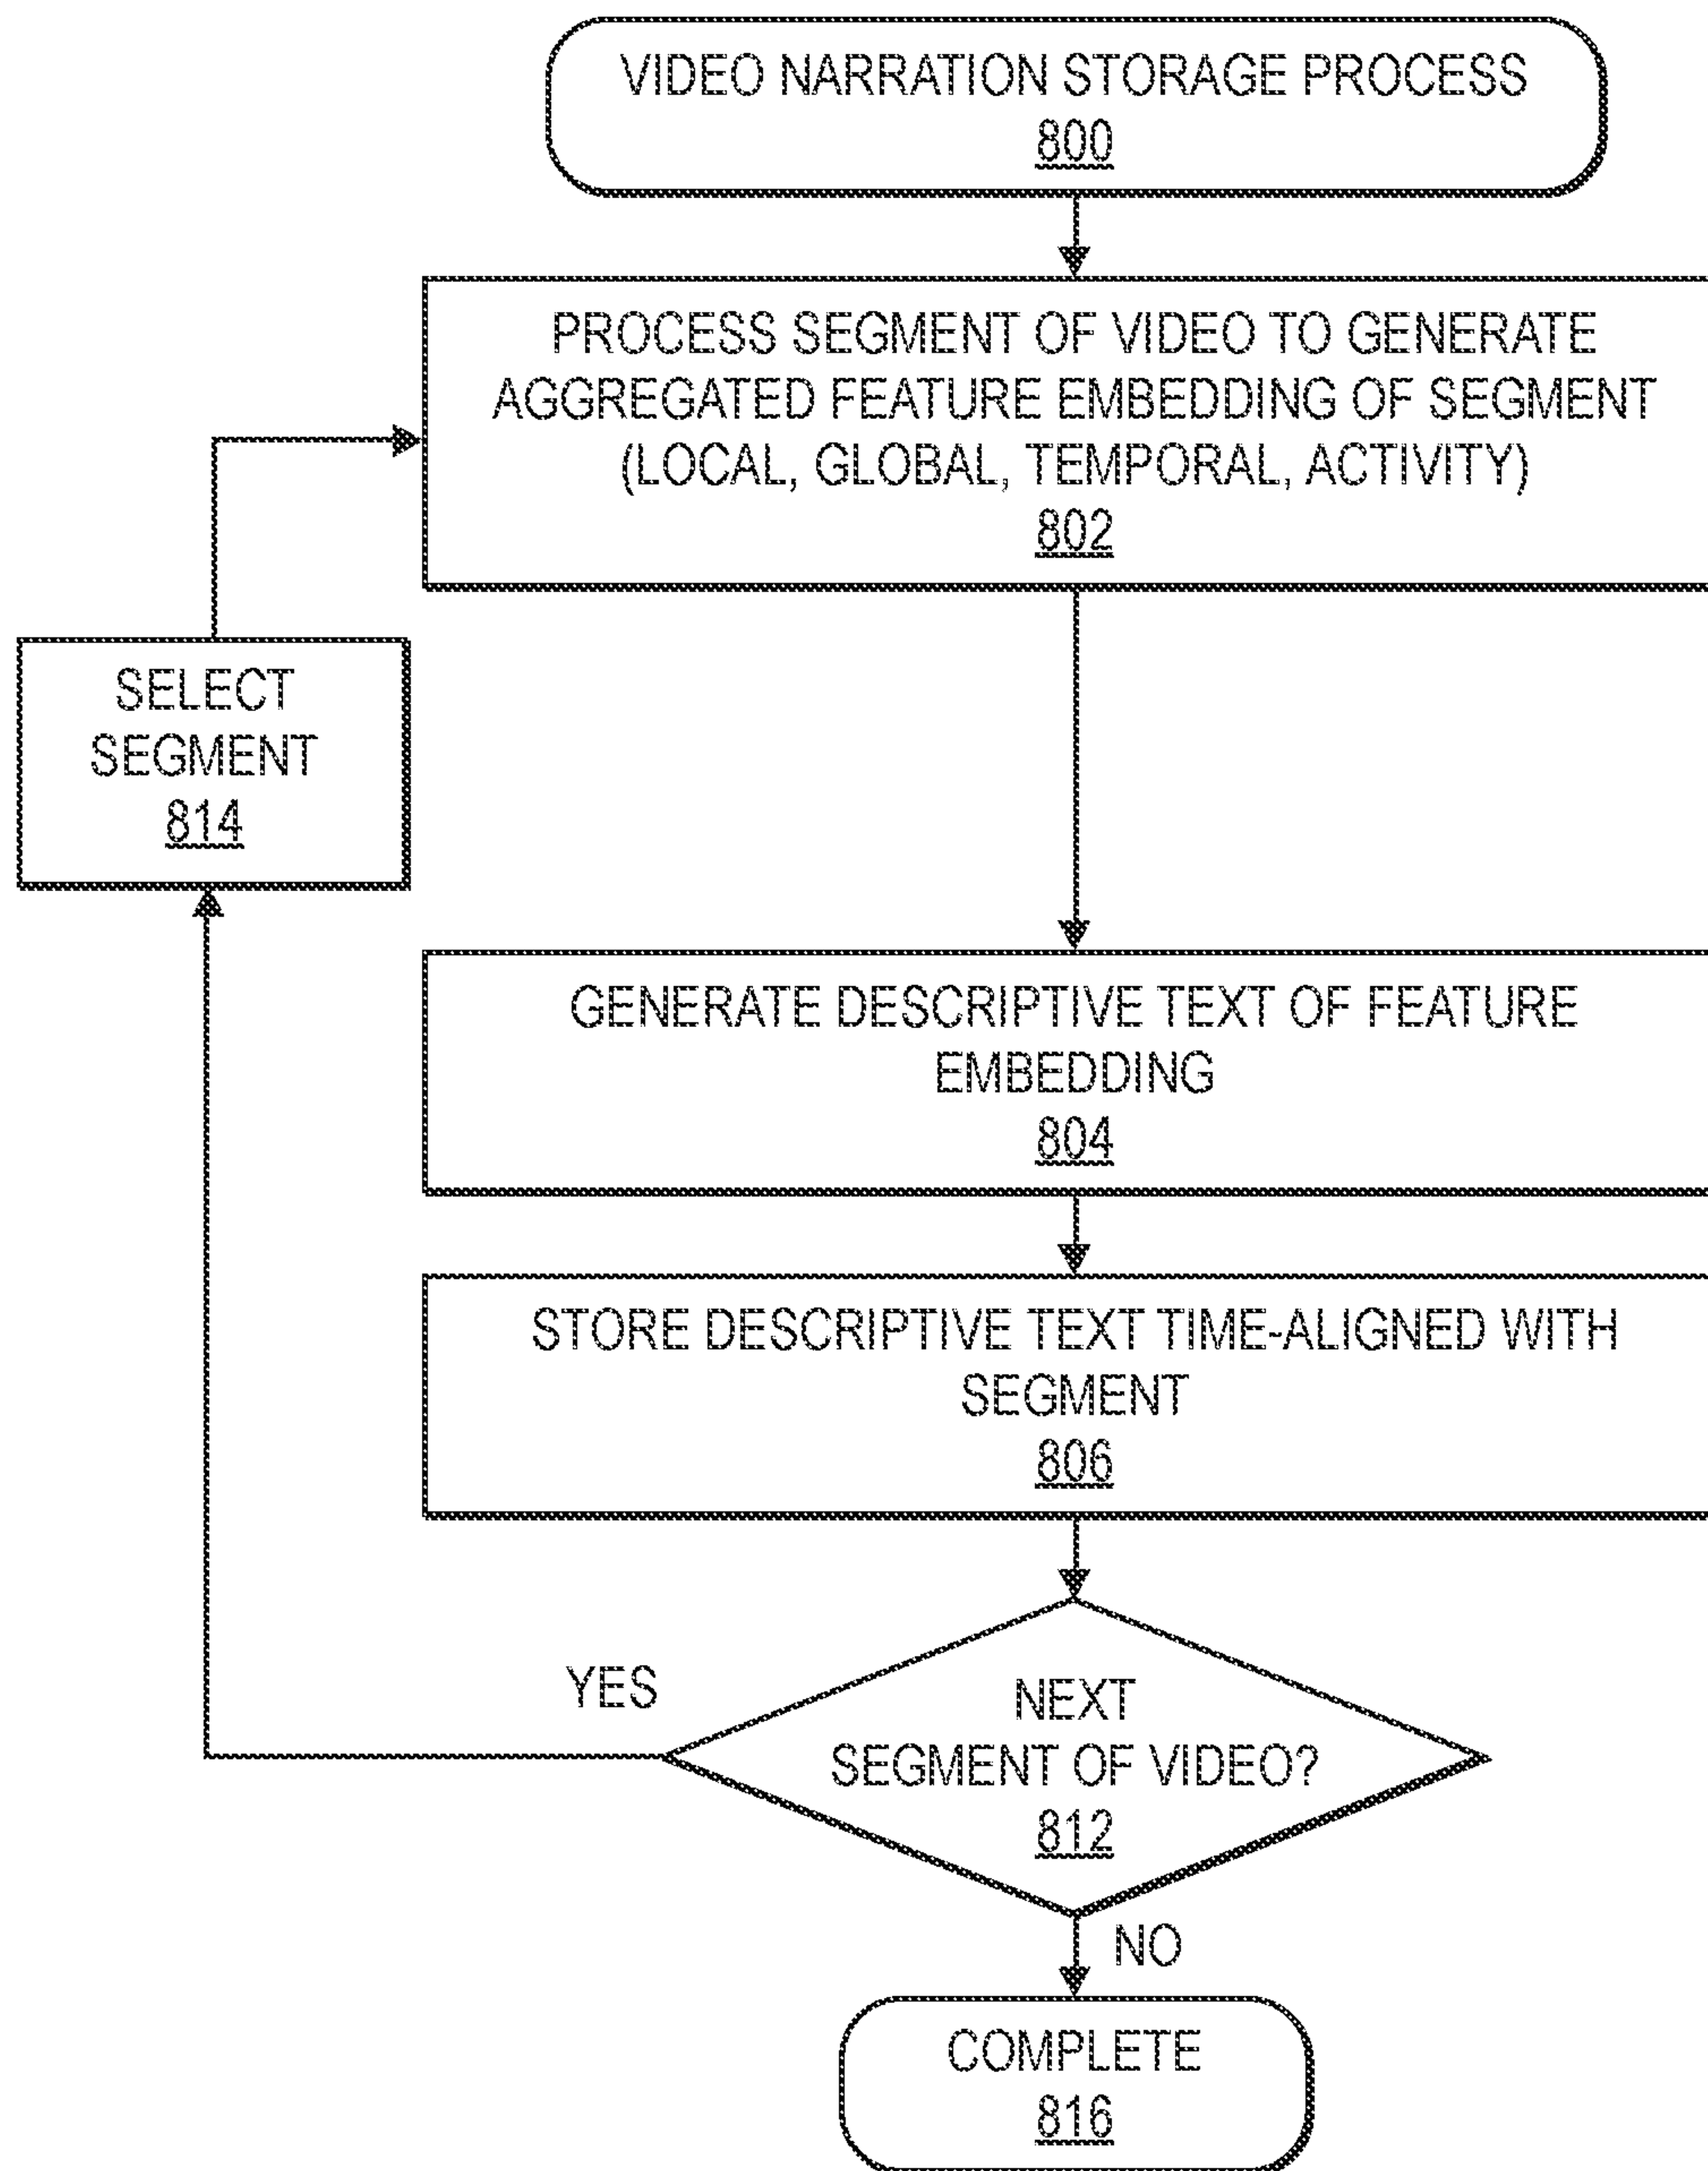 VIDEO NARRATION STORAGE PROCESS
800
PROCESS SEGMENT OF VIDEO TO GENERATE
AGGREGATED FEATURE EMBEDDING OF SEGMENT
(LOCAL, GLOBAL, TEMPORAL, ACTIVITY)
802
SELECT
SEGMENT
814
GENERATE DESCRIPTIVE TEXT OF FEATURE
EMBEDDING
804
STORE DESCRIPTIVE TEXT TIME-ALIGNED WITH
SEGMENT
806
YES
NEXT
SEGMENT OF VIDEO?
812
NO
COMPLETE
816